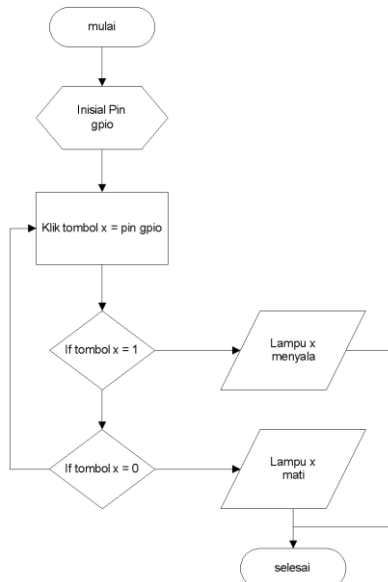 mulai
Inisial Pin
gpio
Klik tombol x = pin gpio
If tombol x = 1
Lampu x
menyala
If tombol x = 0
Lampu x
mati
selesai